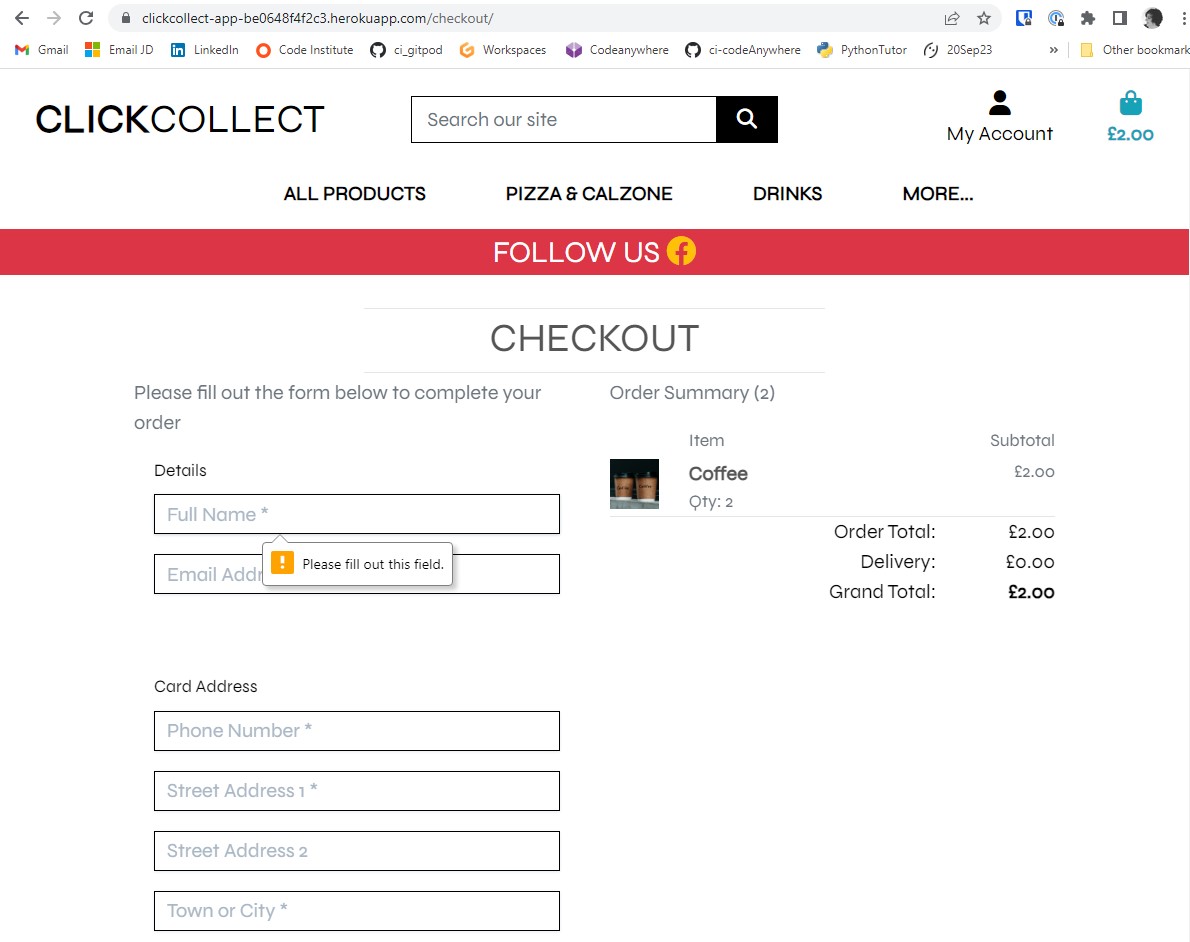 clickcollect-app-be0648f4f2c3.herokuapp.com/checkout/
Gmail Email JD LinkedIn Code Institute ci_gitpod Workspaces Codeanywhere ci-codeAnywhere PythonTutor 20Sep23 » Other bookmark
CLICKCOLLECT
Search our site
My Account
£2.00
ALL PRODUCTS PIZZA & CALZONE DRINKS MORE...
FOLLOW US
CHECKOUT
Please fill out the form below to complete your
order
Details
Full Name *
Please fill out this field.
Email Addr
Card Address
Phone Number *
Street Address 1 *
Street Address 2
Town or City *
Order Summary (2)
Item Subtotal
Coffee £2.00
Qty: 2
Order Total: £2.00
Delivery: £0.00
Grand Total: £2.00